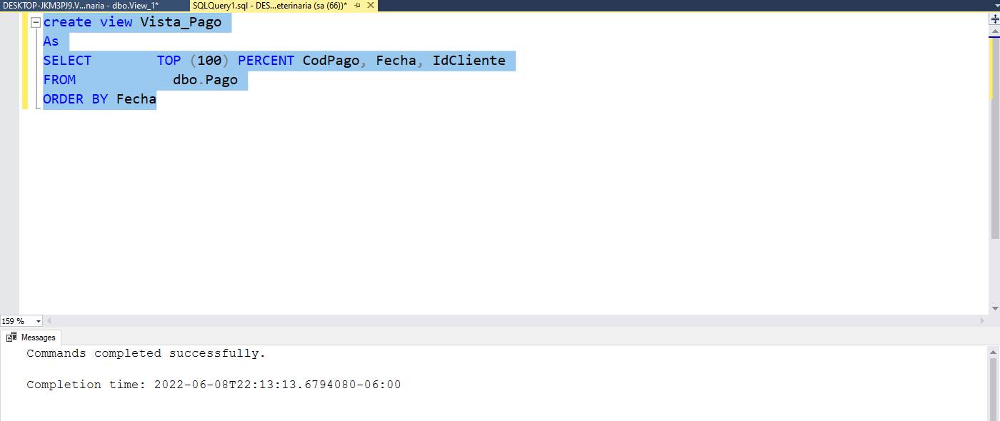 DESKTOP-JKM3PJ9.V...naria - dbo.View_1* SQLQuery1.sql - DES...eterinaria (sa (66))*
create view Vista_Pago
As
SELECT TOP (100) PERCENT CodPago, Fecha, IdCliente
FROM dbo.Pago
ORDER BY Fecha
159 %
Messages
Commands completed successfully.
Completion time: 2022-06-08T22:13:13.6794080-06:00